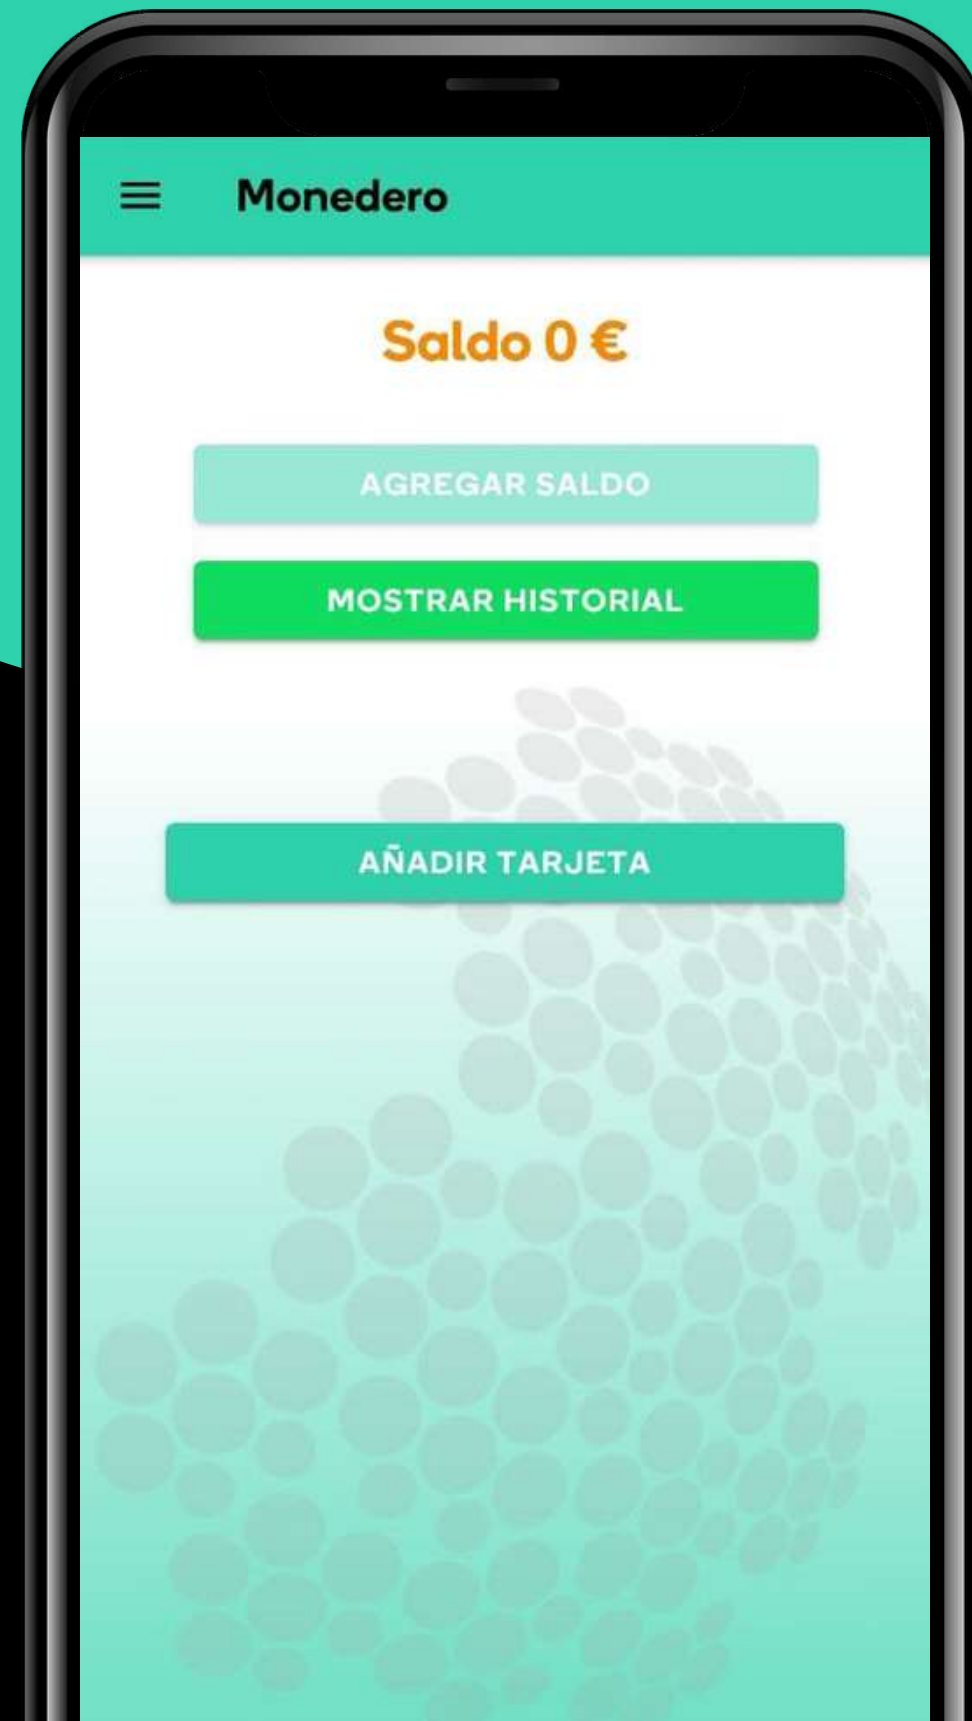 Monedero
Saldo 0 €
AGREGAR SALDO
MOSTRAR HISTORIAL
AÑADIR TARJETA